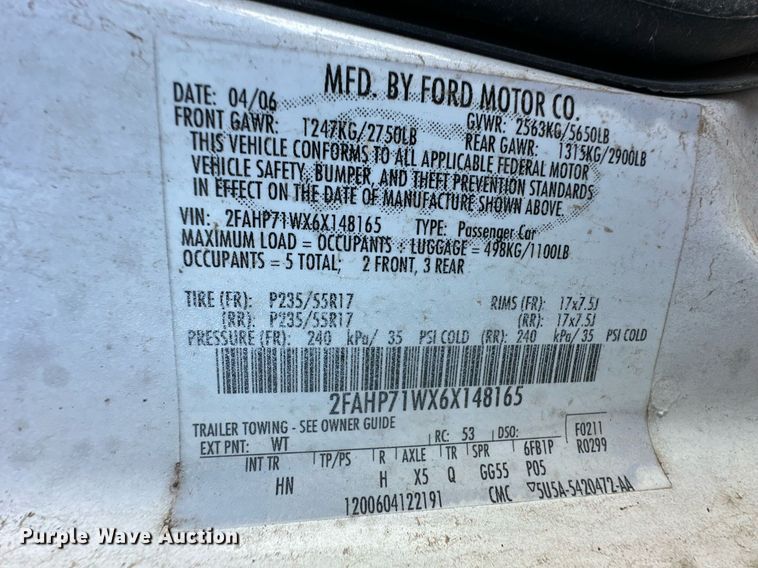 MFD. BY FORD MOTOR CO.
DATE: 04/06 GVWR: 2563KG/5650LB
FRONT GAWR: 1247KG/2750LB REAR GAWR: 1315KG/2900LB
THIS VEHICLE CONFORMS TO ALL APPLICABLE FEDERAL MOTOR
VEHICLE SAFETY, BUMPER, AND THEFT PREVENTION STANDARDS
IN EFFECT ON THE DATE OF MANUFACTURE SHOWN ABOVE.
VIN: 2FAHP71WX6X148165 TYPE: Passenger Car
MAXIMUM LOAD = OCCUPANTS + LUGGAGE = 498KG/1100LB
OCCUPANTS = 5 TOTAL; 2 FRONT, 3 REAR
TIRE (FR): P235/55R17 RIMS (FR): 17x7.5J
(RR): P235/55R17 (RR): 17x7.5J
PRESSURE (FR): 240 kPa/ 35 PSI COLD (RR): 240 kPa/ 35 PSI COLD
2FAHP71WX6X148165
TRAILER TOWING - SEE OWNER GUIDE
EXT PNT: WT RC: 53 DSO: F0211
INT TR TP/PS R AXLE TR SPR 6FB1P R0299
HN H X5 Q GG55 P05
1200604122191 CMC 5U5A-5420472-AA
Purple Wave Auction